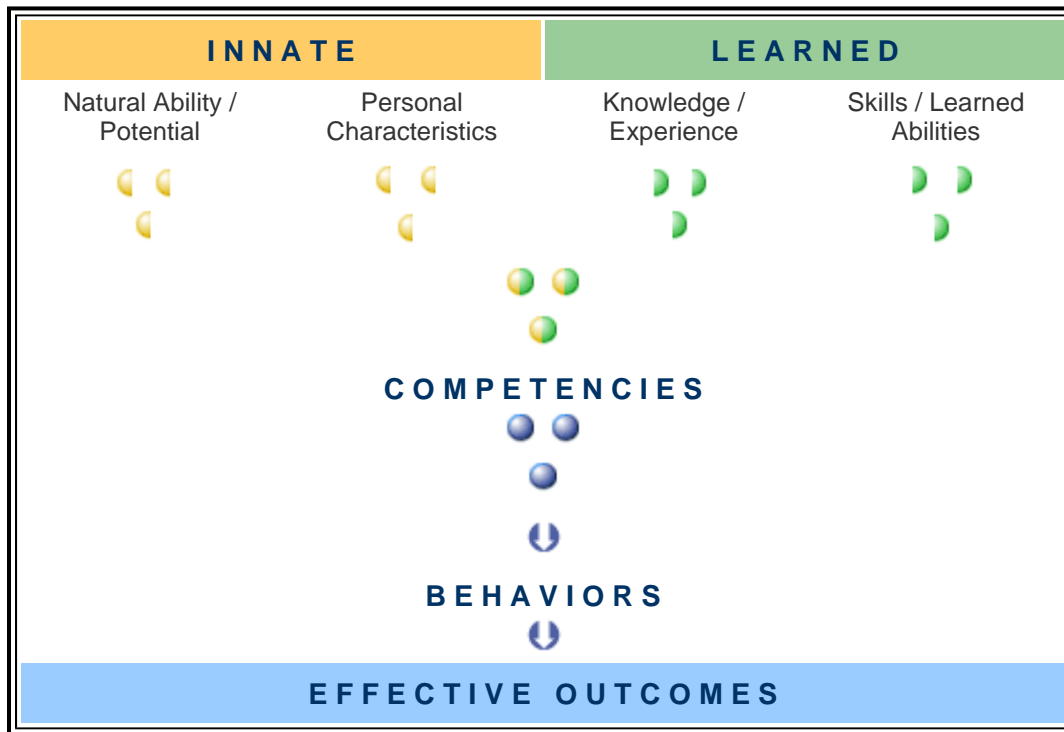 INNATE
LEARNED
Natural Ability /
Potential
Personal
Characteristics
Knowledge /
Experience
Skills / Learned
Abilities
COMPETENCIES
BEHAVIORS
EFFECTIVE OUTCOMES